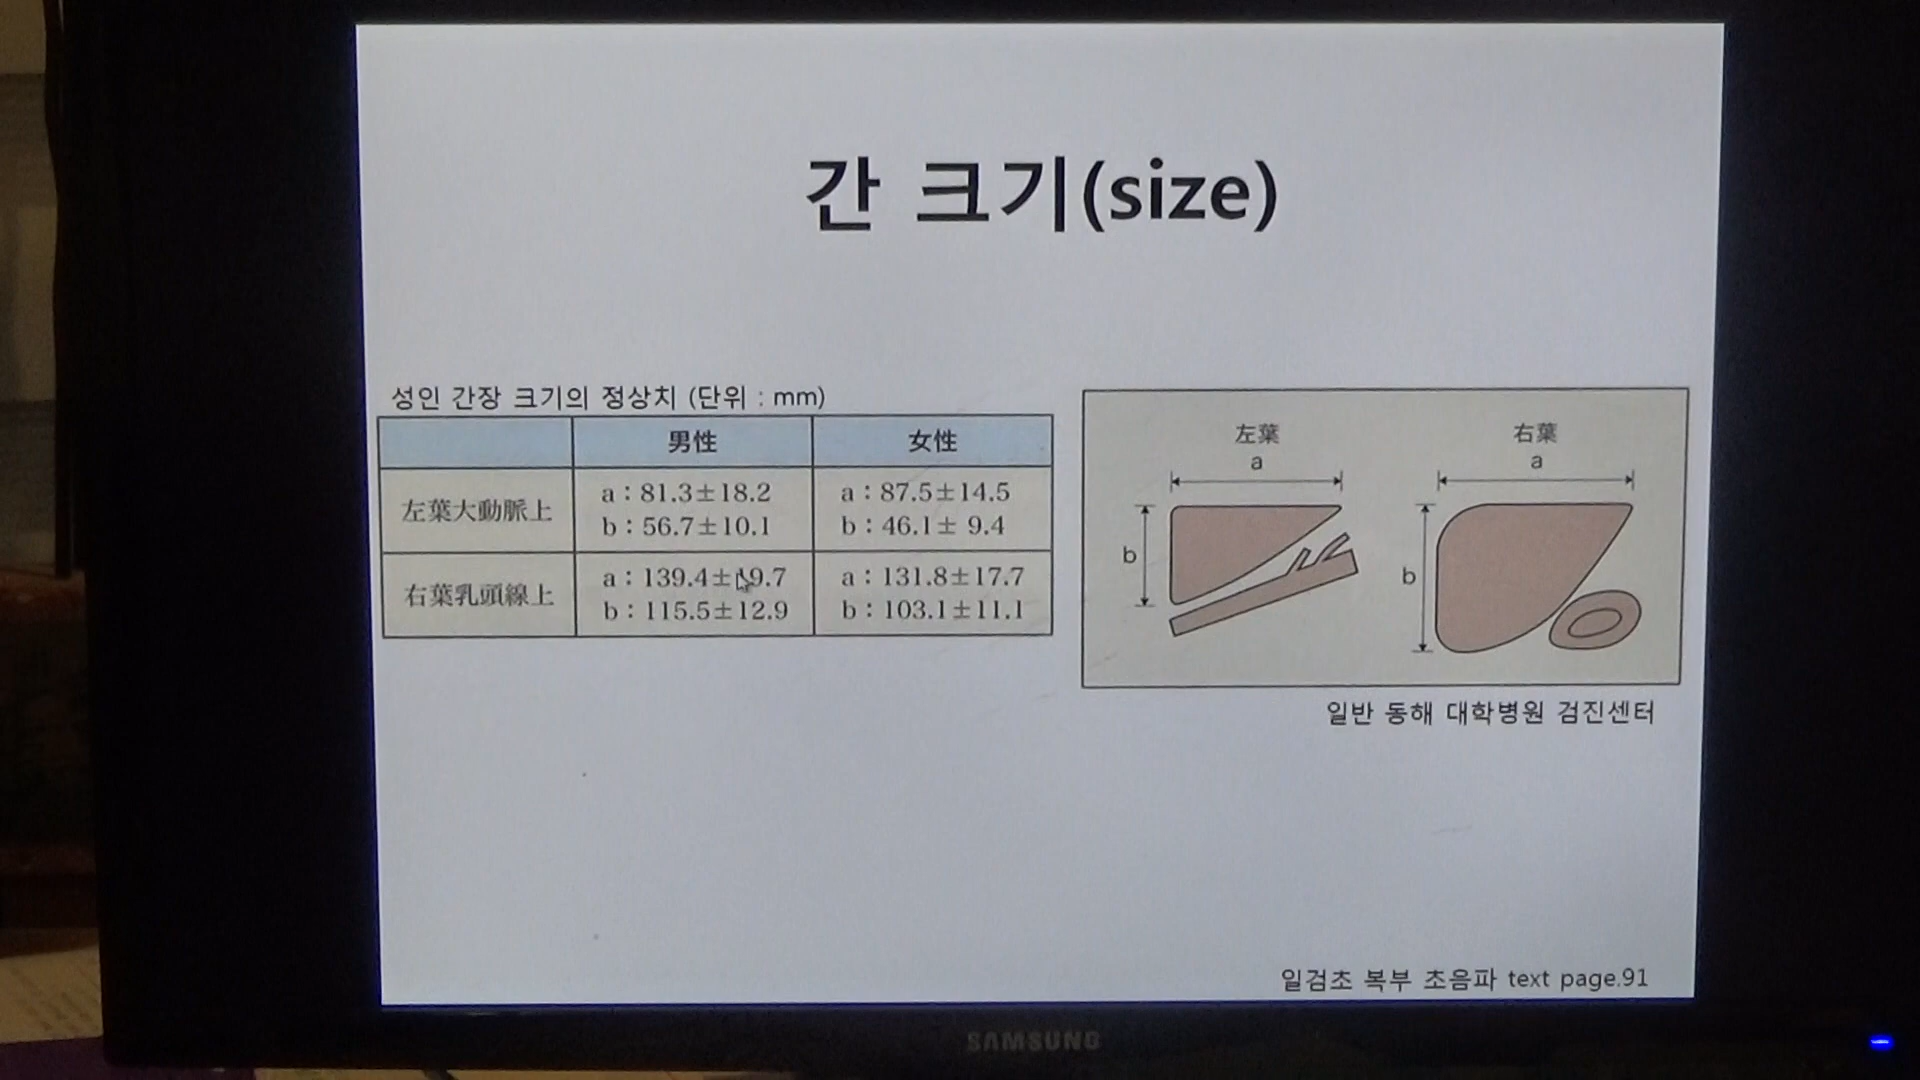 간 크기(size)
성인 간장 크기의 정상치 (단위 : mm)
男性 女性
左葉大動脈上
a : 81.3±18.2
b : 56.7±10.1
a : 87.5±14.5
b : 46.1± 9.4
右葉乳頭線上
a : 139.4±19.7
b : 115.5±12.9
a : 131.8±17.7
b : 103.1±11.1
左葉
a
b
右葉
a
b
일반 동해 대학병원 검진센터
일검초 복부 초음파 text page.91
SAMSUNG